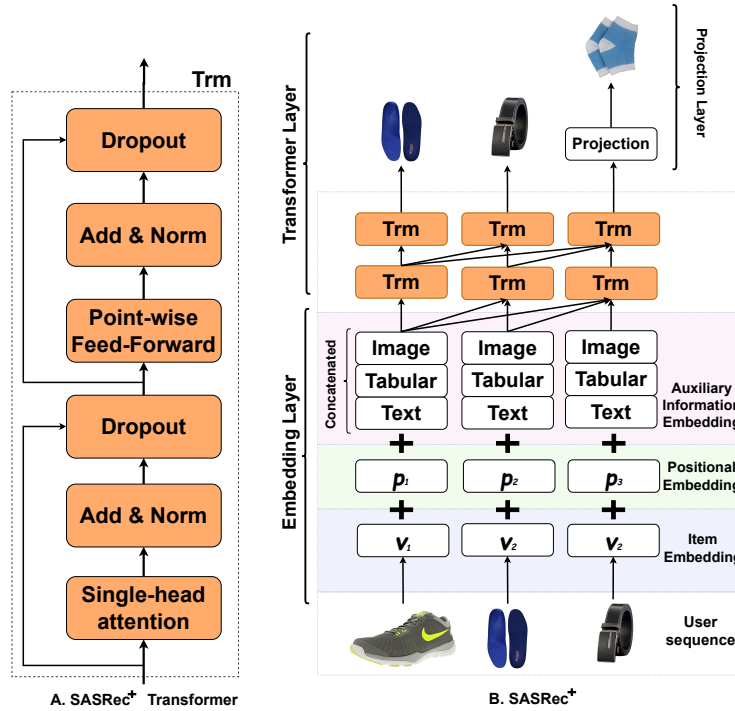 Trm
Dropout
Add & Norm
Point-wise
Feed-Forward
Dropout
Add & Norm
Single-head
attention
A. SASRec+ Transformer
Projection Layer
Transformer Layer
Projection
Trm Trm Trm
Trm Trm Trm
Embedding Layer
Concatenated
Image Image Image
Tabular Tabular Tabular
Text Text Text
Auxiliary
Information
Embedding
+ + +
p1 p2 p3
Positional
Embedding
+ + +
v1 v2 v2
Item
Embedding
User
sequence
B. SASRec+